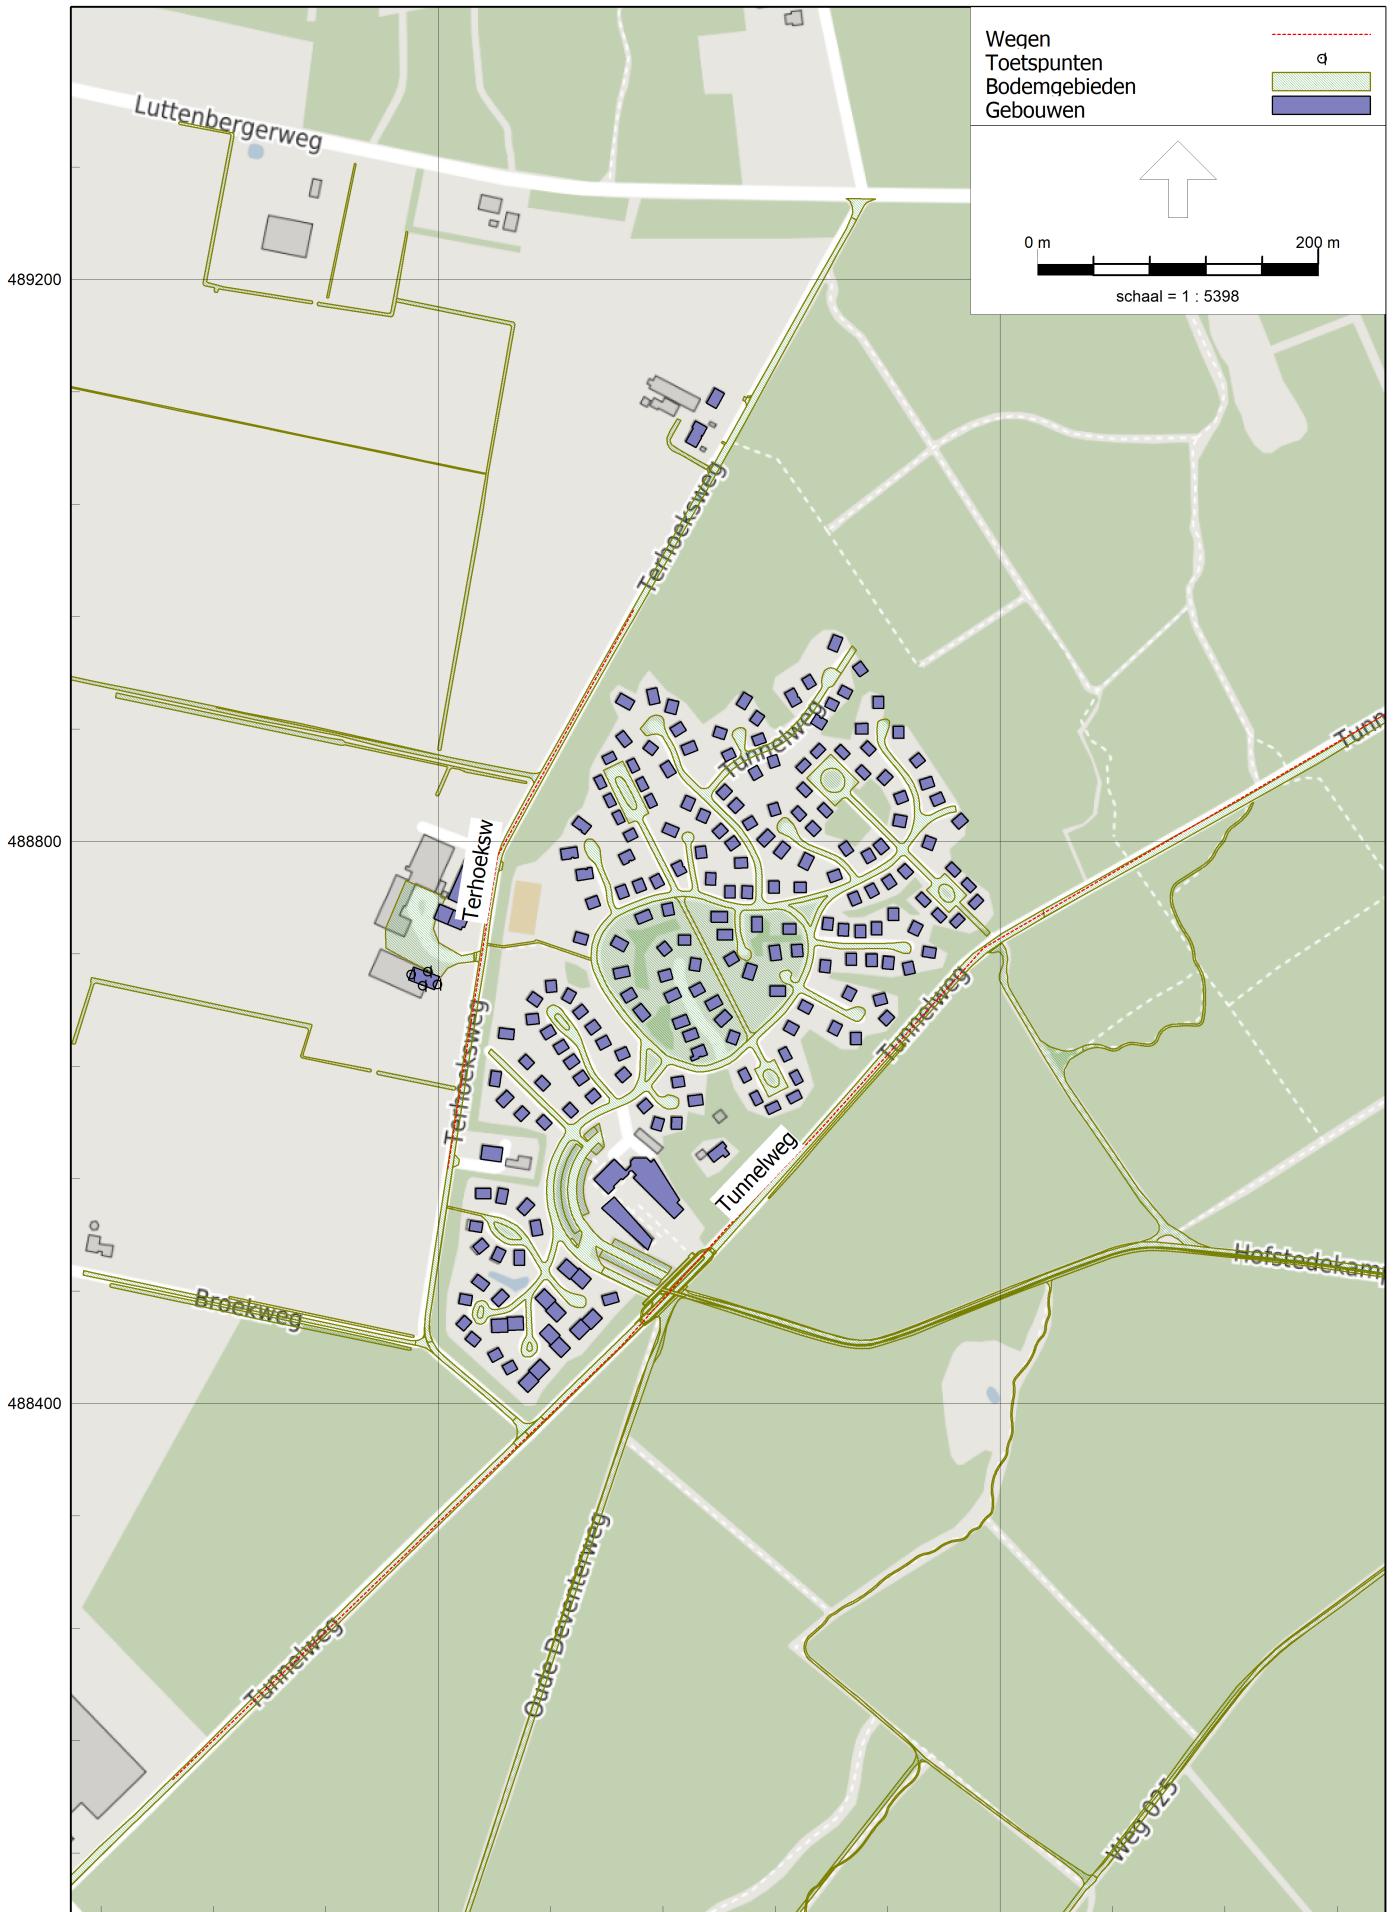 Wegen
Toetspunten
Bodemgebieden
Gebouwen
0 m 200 m
schaal = 1 : 5398
Luttenbergerweg
489200
Terhoeksweg
Tunnelweg
Tunn
488800
Terhoeksw
Tunnelweg
Terhoeksweg
Tunnelweg
Hofstedekamp
Broekweg
488400
Oude Deventerweg
Tunnelweg
Weg 025